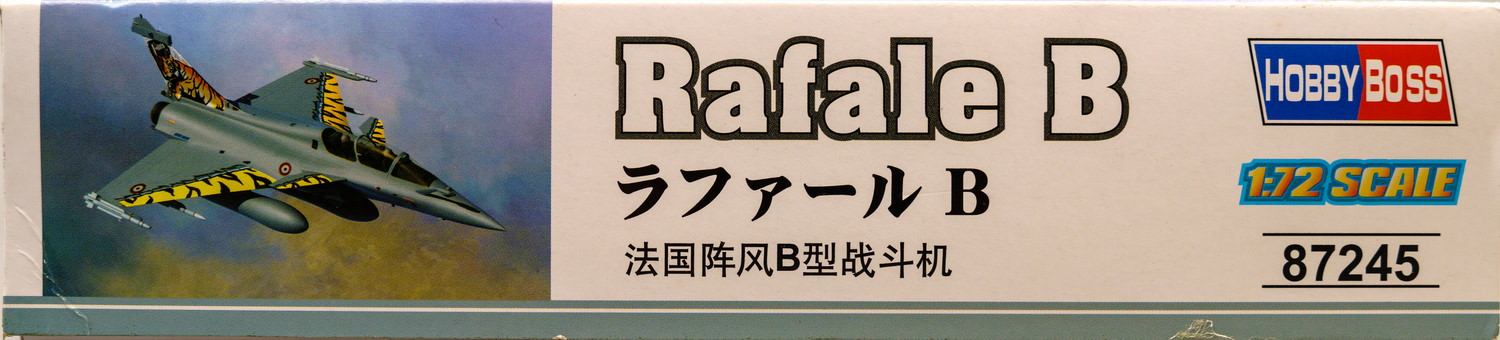 Rafale B
ラファール B
法国阵风B型战斗机
HOBBY BOSS
1:72 SCALE
87245